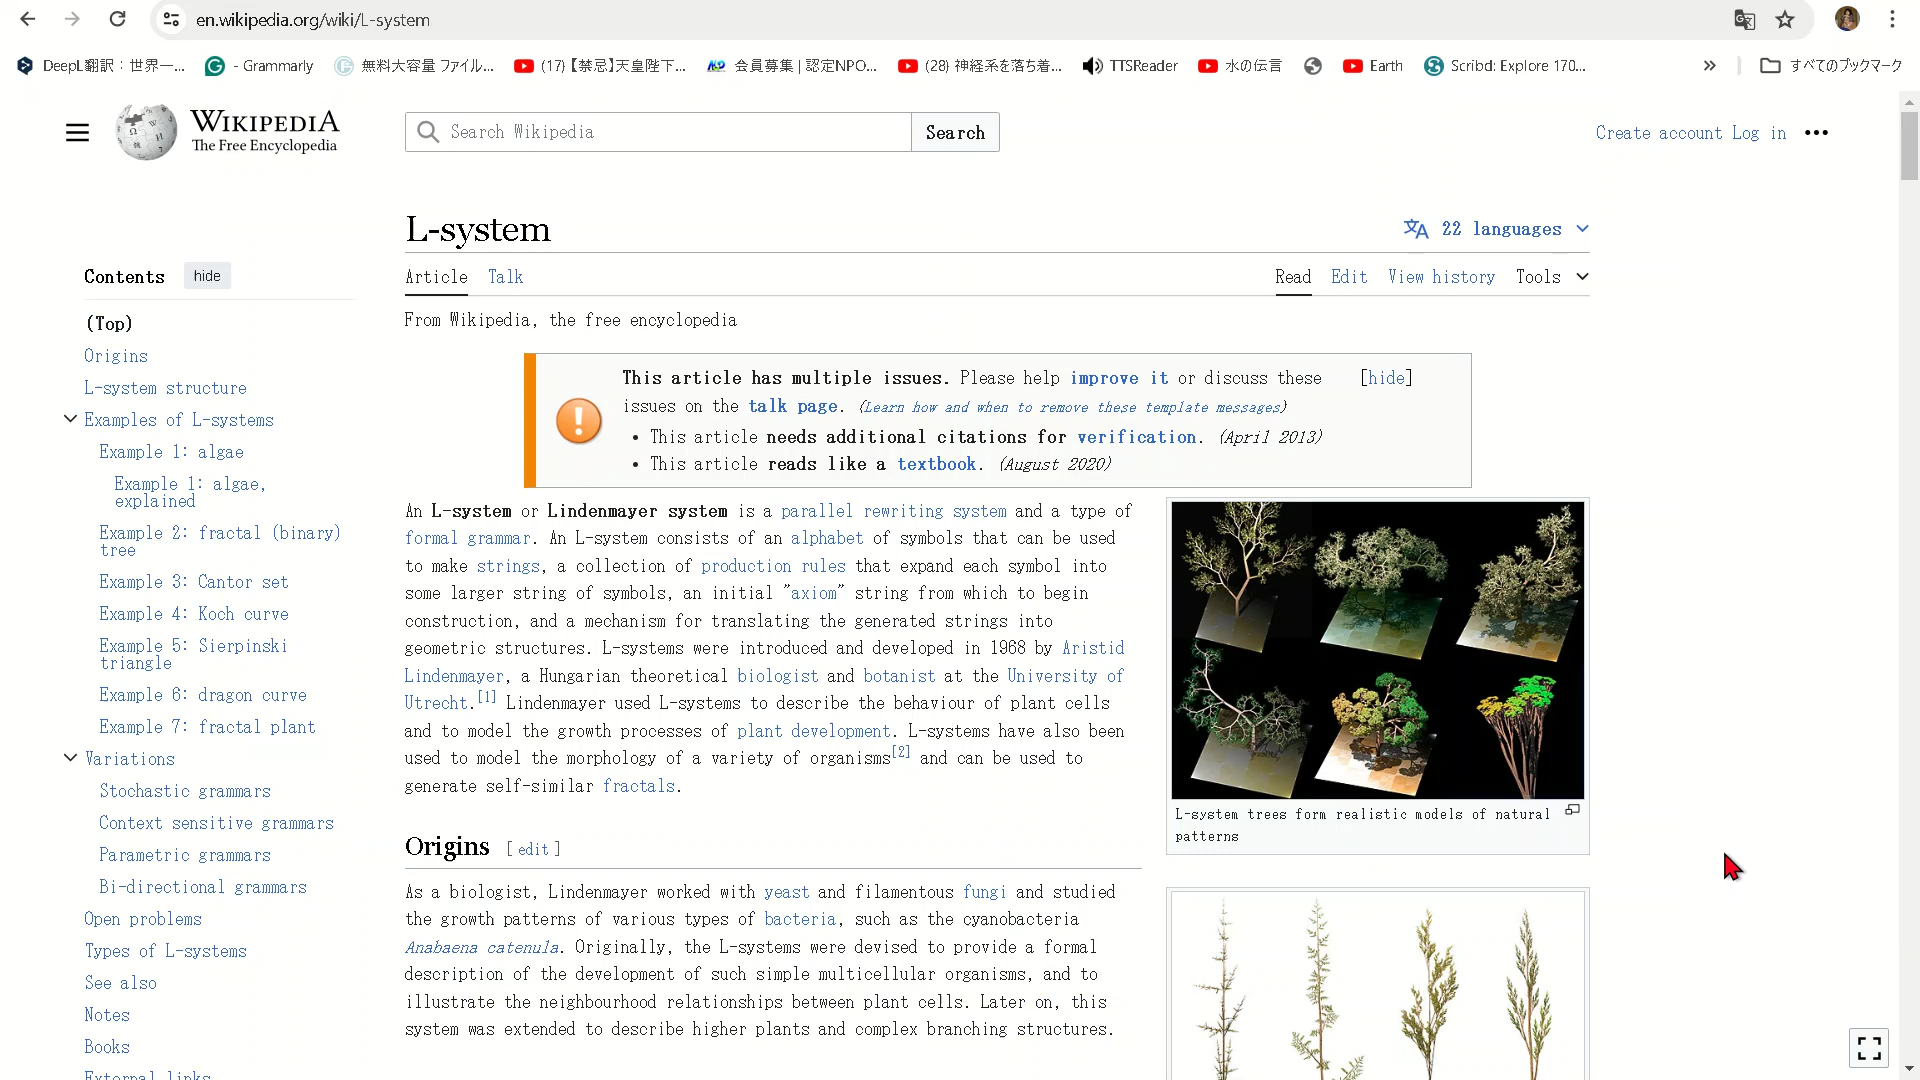 en.wikipedia.org/wiki/L-system
DeepL翻訳：世界一... - Grammarly 無料大容量 ファイル... (17)【禁忌】天皇陛下... 会員募集 | 認定NPO... (28) 神経系を落ち着... TTSReader 水の伝言 Earth Scribd: Explore 170... » すべてのブックマーク
WIKIPEDIA
The Free Encyclopedia
Search Wikipedia
Search
Create account Log in
L-system
22 languages
Contents hide
Article Talk
Read Edit View history Tools
From Wikipedia, the free encyclopedia
(Top)
Origins
L-system structure
Examples of L-systems
Example 1: algae
Example 1: algae,
explained
Example 2: fractal (binary)
tree
Example 3: Cantor set
Example 4: Koch curve
Example 5: Sierpinski
triangle
Example 6: dragon curve
Example 7: fractal plant
Variations
Stochastic grammars
Context sensitive grammars
Parametric grammars
Bi-directional grammars
Open problems
Types of L-systems
See also
Notes
Books
External links
This article has multiple issues. Please help improve it or discuss these [hide]
issues on the talk page. (Learn how and when to remove these template messages)
• This article needs additional citations for verification. (April 2013)
• This article reads like a textbook. (August 2020)
An L-system or Lindenmayer system is a parallel rewriting system and a type of
formal grammar. An L-system consists of an alphabet of symbols that can be used
to make strings, a collection of production rules that expand each symbol into
some larger string of symbols, an initial "axiom" string from which to begin
construction, and a mechanism for translating the generated strings into
geometric structures. L-systems were introduced and developed in 1968 by Aristid
Lindenmayer, a Hungarian theoretical biologist and botanist at the University of
Utrecht.[1] Lindenmayer used L-systems to describe the behaviour of plant cells
and to model the growth processes of plant development. L-systems have also been
used to model the morphology of a variety of organisms[2] and can be used to
generate self-similar fractals.
L-system trees form realistic models of natural
patterns
Origins [ edit ]
As a biologist, Lindenmayer worked with yeast and filamentous fungi and studied
the growth patterns of various types of bacteria, such as the cyanobacteria
Anabaena catenula. Originally, the L-systems were devised to provide a formal
description of the development of such simple multicellular organisms, and to
illustrate the neighbourhood relationships between plant cells. Later on, this
system was extended to describe higher plants and complex branching structures.